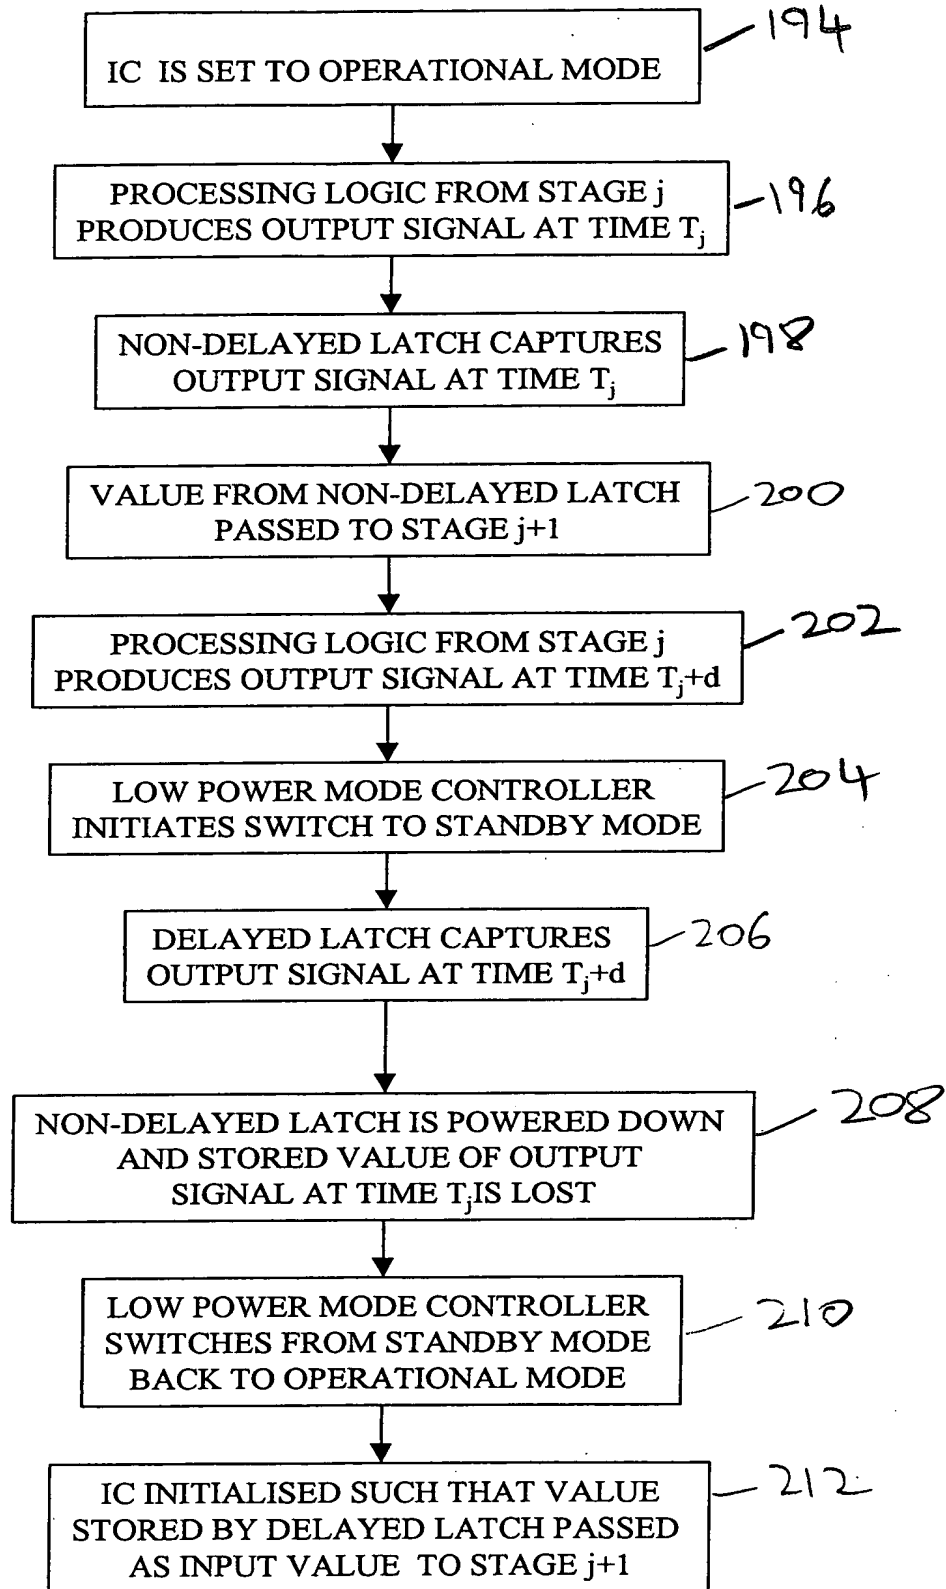 194
IC IS SET TO OPERATIONAL MODE
PROCESSING LOGIC FROM STAGE j
PRODUCES OUTPUT SIGNAL AT TIME Tj
196
NON-DELAYED LATCH CAPTURES
OUTPUT SIGNAL AT TIME Tj
198
VALUE FROM NON-DELAYED LATCH
PASSED TO STAGE j+1
200
PROCESSING LOGIC FROM STAGE j
PRODUCES OUTPUT SIGNAL AT TIME Tj+d
202
LOW POWER MODE CONTROLLER
INITIATES SWITCH TO STANDBY MODE
204
DELAYED LATCH CAPTURES
OUTPUT SIGNAL AT TIME Tj+d
206
NON-DELAYED LATCH IS POWERED DOWN
AND STORED VALUE OF OUTPUT
SIGNAL AT TIME Tj IS LOST
208
LOW POWER MODE CONTROLLER
SWITCHES FROM STANDBY MODE
BACK TO OPERATIONAL MODE
210
IC INITIALISED SUCH THAT VALUE
STORED BY DELAYED LATCH PASSED
AS INPUT VALUE TO STAGE j+1
212